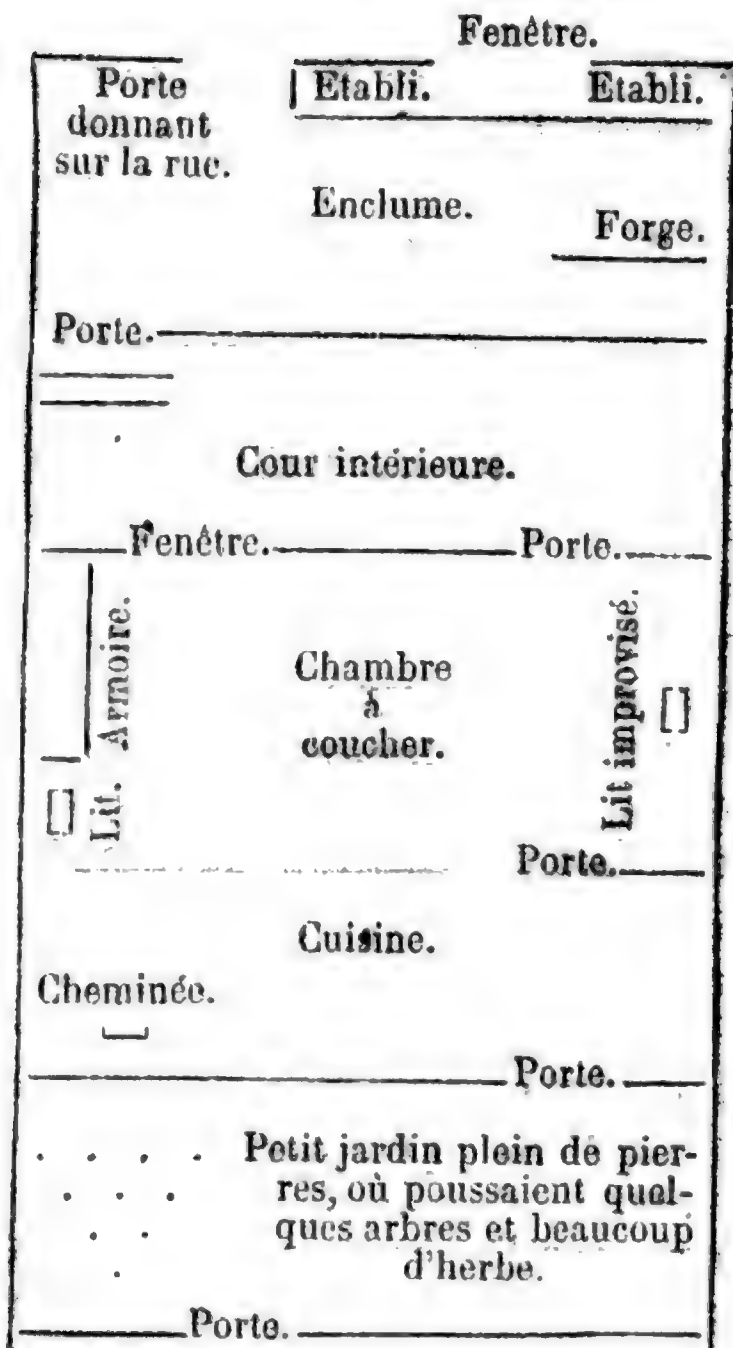 Fenêtre.
Porte
donnant
sur la rue.
Etabli.
Etabli.
Enclume.
Forge.
Porte.
Cour intérieure.
Fenêtre.
Porte.
Armoire.
Chambre
à
coucher.
Lit improvisé.
Lit.
Porte.
Cuisine.
Cheminée.
Porte.
Petit jardin plein de pier-
res, où poussaient quel-
ques arbres et beaucoup
d'herbe.
Porte.